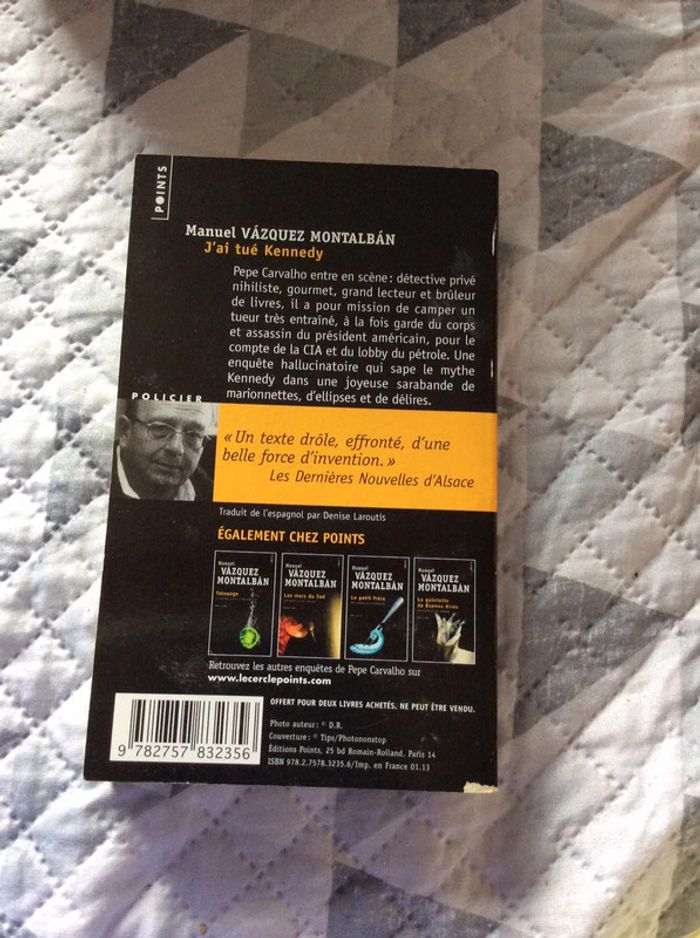 POINTS
Manuel VÁZQUEZ MONTALBÁN
J'ai tué Kennedy
Pepe Carvalho entre en scène : détective privé
nihiliste, gourmet, grand lecteur et brûleur
de livres, il a pour mission de camper un
tueur très entraîné, à la fois garde du corps
et assassin du président américain, pour le
compte de la CIA et du lobby du pétrole. Une
enquête hallucinatoire qui sape le mythe
Kennedy dans une joyeuse sarabande de
marionnettes, d'ellipses et de délires.
POLICIER
« Un texte drôle, effronté, d'une
belle force d'invention. »
Les Dernières Nouvelles d'Alsace
Traduit de l'espagnol par Denise Laroutis
ÉGALEMENT CHEZ POINTS
Manuel
VÁZQUEZ
MONTALBÁN
Tatouage
Manuel
VÁZQUEZ
MONTALBÁN
Les mers du Sud
Manuel
VÁZQUEZ
MONTALBÁN
Le petit frère
Manuel
VÁZQUEZ
MONTALBÁN
Le quintette
de Buenos Aires
Retrouvez les autres enquêtes de Pepe Carvalho sur
www.lecerclepoints.com
OFFERT POUR DEUX LIVRES ACHETÉS. NE PEUT ÊTRE VENDU.
Photo auteur : © D.R.
Couverture : © Tips/Photononstop
Éditions Points, 25 bd Romain-Rolland, Paris 14
ISBN 978.2.7578.3235.6/Imp. en France 01.13
9 782757 832356